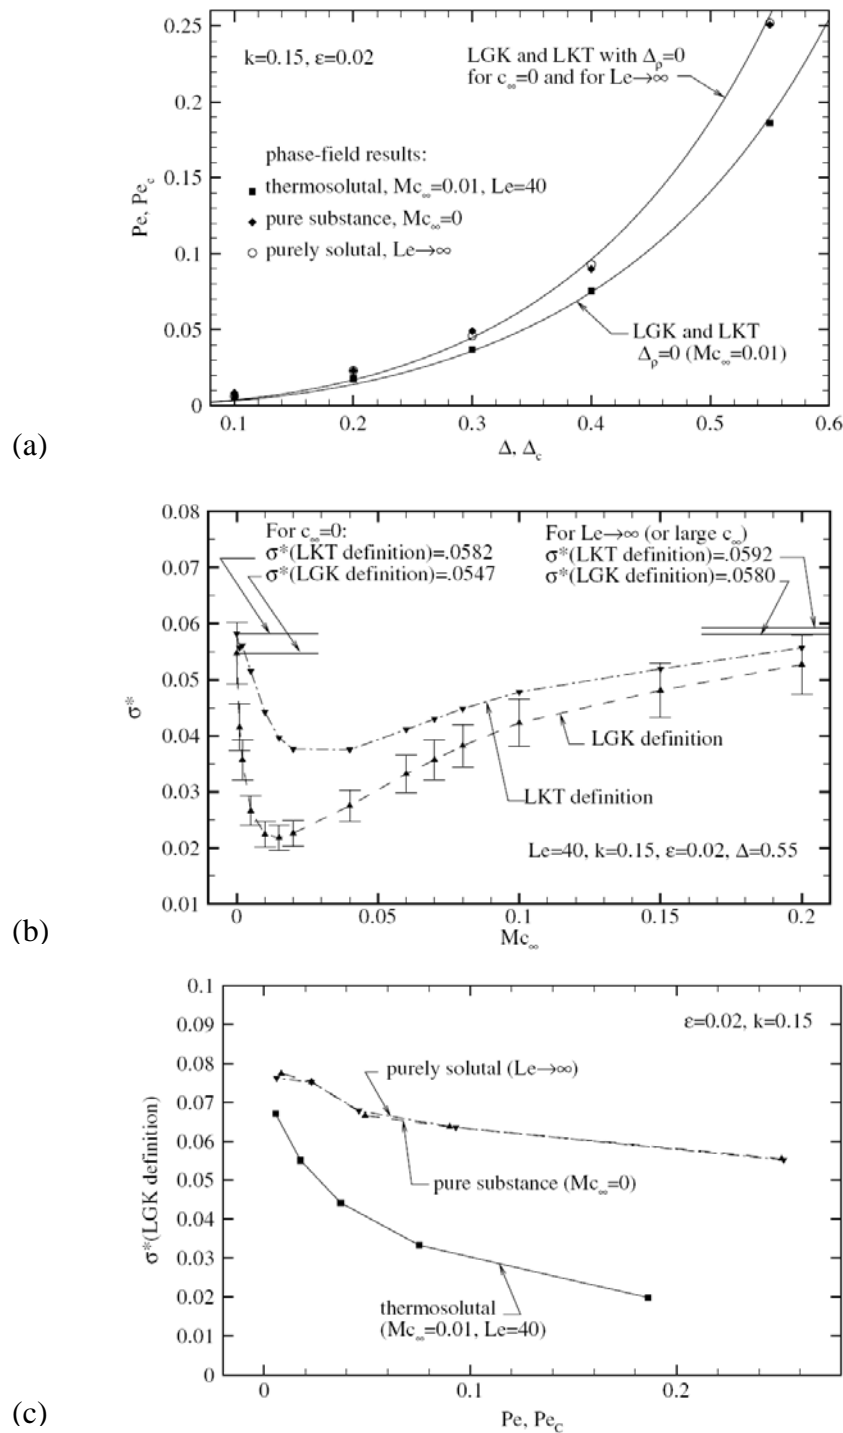 0.25
k=0.15, ε=0.02
LGK and LKT with Δρ=0
for c∞=0 and for Le→∞
0.2
phase-field results:
thermosolutal, Mc∞=0.01, Le=40
pure substance, Mc∞=0
purely solutal, Le→∞
Pe, Pec
0.15
0.1
0.05
LGK and LKT
Δρ=0 (Mc∞=0.01)
0
0.1 0.2 0.3 0.4 0.5 0.6
Δ, Δc
(a)
0.08
For c∞=0:
σ*(LKT definition)=.0582
σ*(LGK definition)=.0547
For Le→∞ (or large c∞)
σ*(LKT definition)=.0592
σ*(LGK definition)=.0580
0.07
0.06
0.05
σ*
0.04
LGK definition
LKT definition
0.03
0.02
Le=40, k=0.15, ε=0.02, Δ=0.55
0.01
0 0.05 0.1 0.15 0.2
Mc∞
(b)
0.1
0.09
ε=0.02, k=0.15
0.08
purely solutal (Le→∞)
0.07
0.06
0.05
pure substance (Mc∞=0)
σ*(LGK definition)
0.04
0.03
0.02
thermosolutal
(Mc∞=0.01, Le=40)
0.01
0
0 0.1 0.2
Pe, PeC
(c)